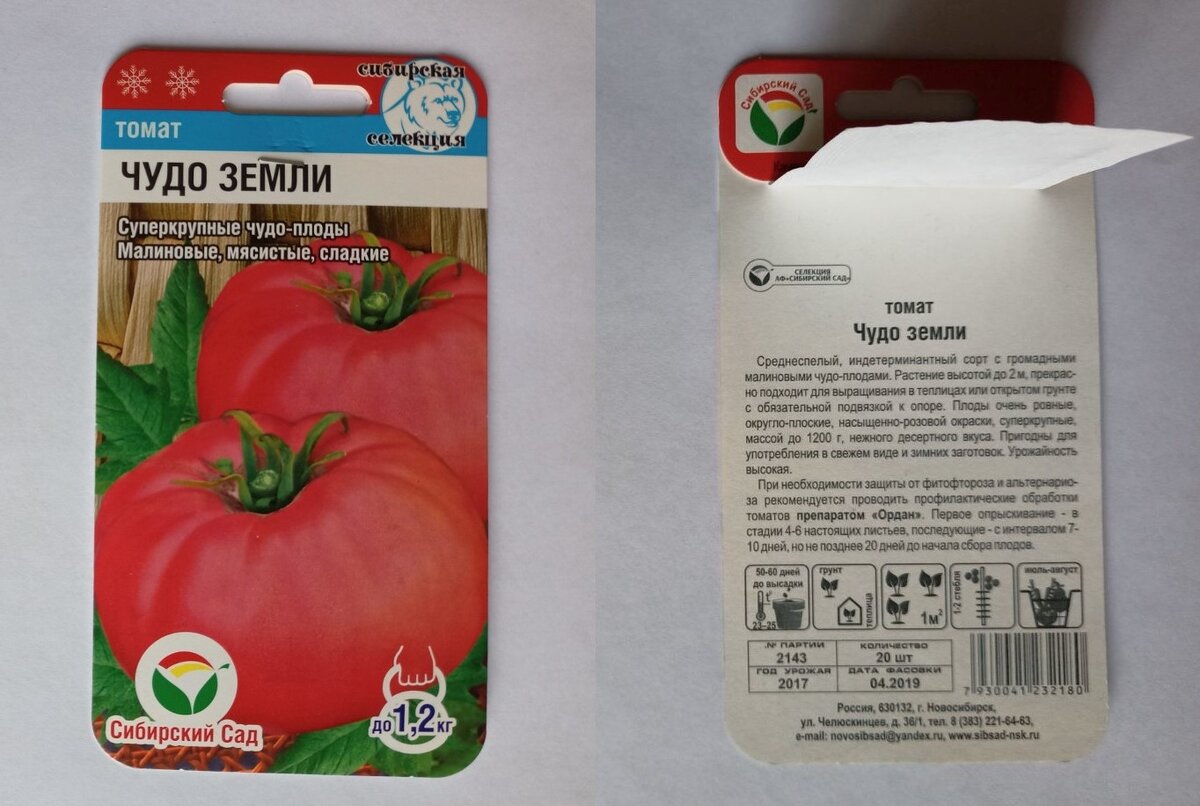 сибирская
селекция
томат
ЧУДО ЗЕМЛИ
Суперкрупные чудо-плоды
Малиновые, мясистые, сладкие
Сибирский Сад
до 1,2 кг
Сибирский Сад
СЕЛЕКЦИЯ
АФ«СИБИРСКИЙ САД»
томат
Чудо земли
Среднеспелый, индетерминантный сорт с громадными
малиновыми чудо-плодами. Растение высотой до 2 м, прекрас-
но подходит для выращивания в теплицах или открытом грунте
с обязательной подвязкой к опоре. Плоды очень ровные,
округло-плоские, насыщенно-розовой окраски, суперкрупные,
массой до 1200 г, нежного десертного вкуса. Пригодны для
употребления в свежем виде и зимних заготовок. Урожайность
высокая.
При необходимости защиты от фитофтороза и альтернарио-
за рекомендуется проводить профилактические обработки
томатов препаратом «Ордан». Первое опрыскивание - в
стадии 4-6 настоящих листьев, последующие - с интервалом 7-
10 дней, но не позднее 20 дней до начала сбора плодов.
50-60 дней
до высадки
t°
23-25
грунт
теплица
1м²
1-2 стебля
июль-август
№ ПАРТИИ
2143
КОЛИЧЕСТВО
20 шт
ГОД УРОЖАЯ
2017
ДАТА ФАСОВКИ
04.2019
7 930041 232180
Россия, 630132, г. Новосибирск,
ул. Челюскинцев, д. 36/1, тел. 8 (383) 221-64-63,
e-mail: novosibsad@yandex.ru, www.sibsad-nsk.ru